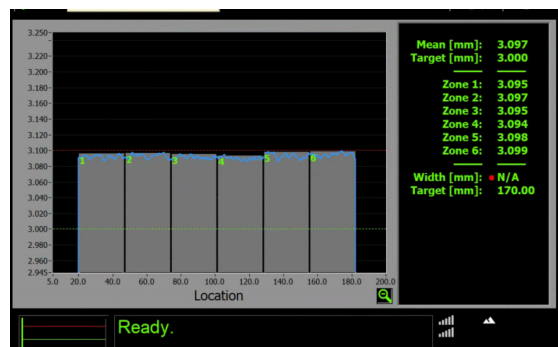 3.250
3.220
3.200
3.180
3.160
3.140
3.120
3.100
3.080
3.060
3.040
3.020
3.000
2.980
2.960
2.945
1 2 3 4 5 6
5.0 20.0 40.0 60.0 80.0 100.0 120.0 140.0 160.0 180.0 200.0
Location
Mean [mm]: 3.097
Target [mm]: 3.000
Zone 1: 3.095
Zone 2: 3.097
Zone 3: 3.095
Zone 4: 3.094
Zone 5: 3.098
Zone 6: 3.099
Width [mm]: N/A
Target [mm]: 170.00
Ready.